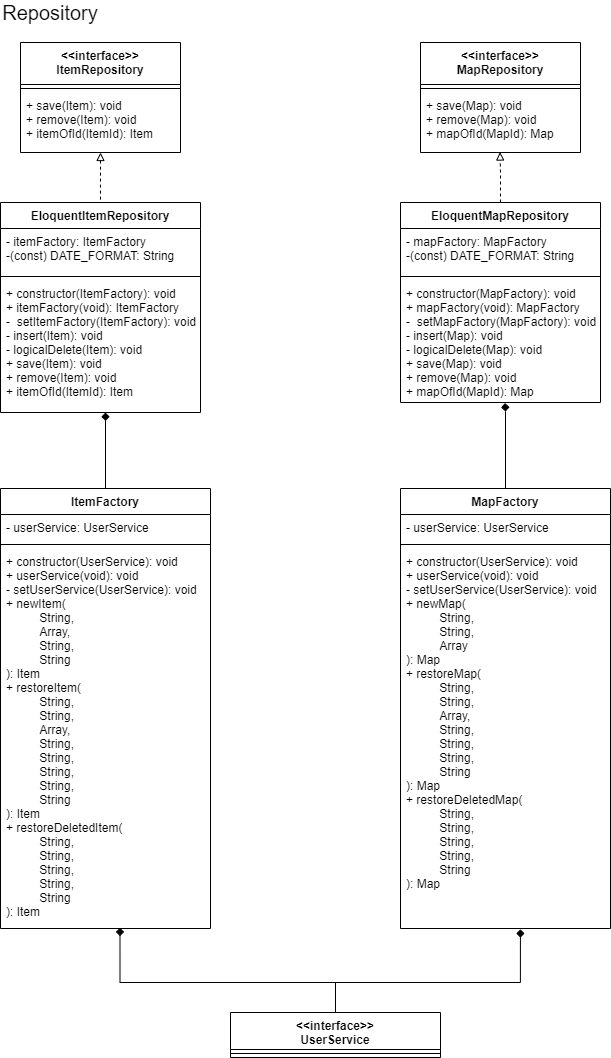 Repository
<<interface>>
ItemRepository
+ save(Item): void
+ remove(Item): void
+ itemOfId(ItemId): Item
<<interface>>
MapRepository
+ save(Map): void
+ remove(Map): void
+ mapOfId(MapId): Map
EloquentItemRepository
- itemFactory: ItemFactory
-(const) DATE_FORMAT: String
+ constructor(ItemFactory): void
+ itemFactory(void): ItemFactory
-  setItemFactory(ItemFactory): void
- insert(Item): void
- logicalDelete(Item): void
+ save(Item): void
+ remove(Item): void
+ itemOfId(ItemId): Item
EloquentMapRepository
- mapFactory: MapFactory
-(const) DATE_FORMAT: String
+ constructor(MapFactory): void
+ mapFactory(void): MapFactory
-  setMapFactory(MapFactory): void
- insert(Map): void
- logicalDelete(Map): void
+ save(Map): void
+ remove(Map): void
+ mapOfId(MapId): Map
ItemFactory
- userService: UserService
+ constructor(UserService): void
+ userService(void): void
- setUserService(UserService): void
+ newItem(
String,
Array,
String,
String
): Item
+ restoreItem(
String,
String,
Array,
String,
String,
String,
String,
String
): Item
+ restoreDeletedItem(
String,
String,
String,
String,
String
): Item
MapFactory
- userService: UserService
+ constructor(UserService): void
+ userService(void): void
- setUserService(UserService): void
+ newMap(
String,
String,
Array
): Map
+ restoreMap(
String,
String,
Array,
String,
String,
String,
String
): Map
+ restoreDeletedMap(
String,
String,
String,
String,
String
): Map
<<interface>>
UserService